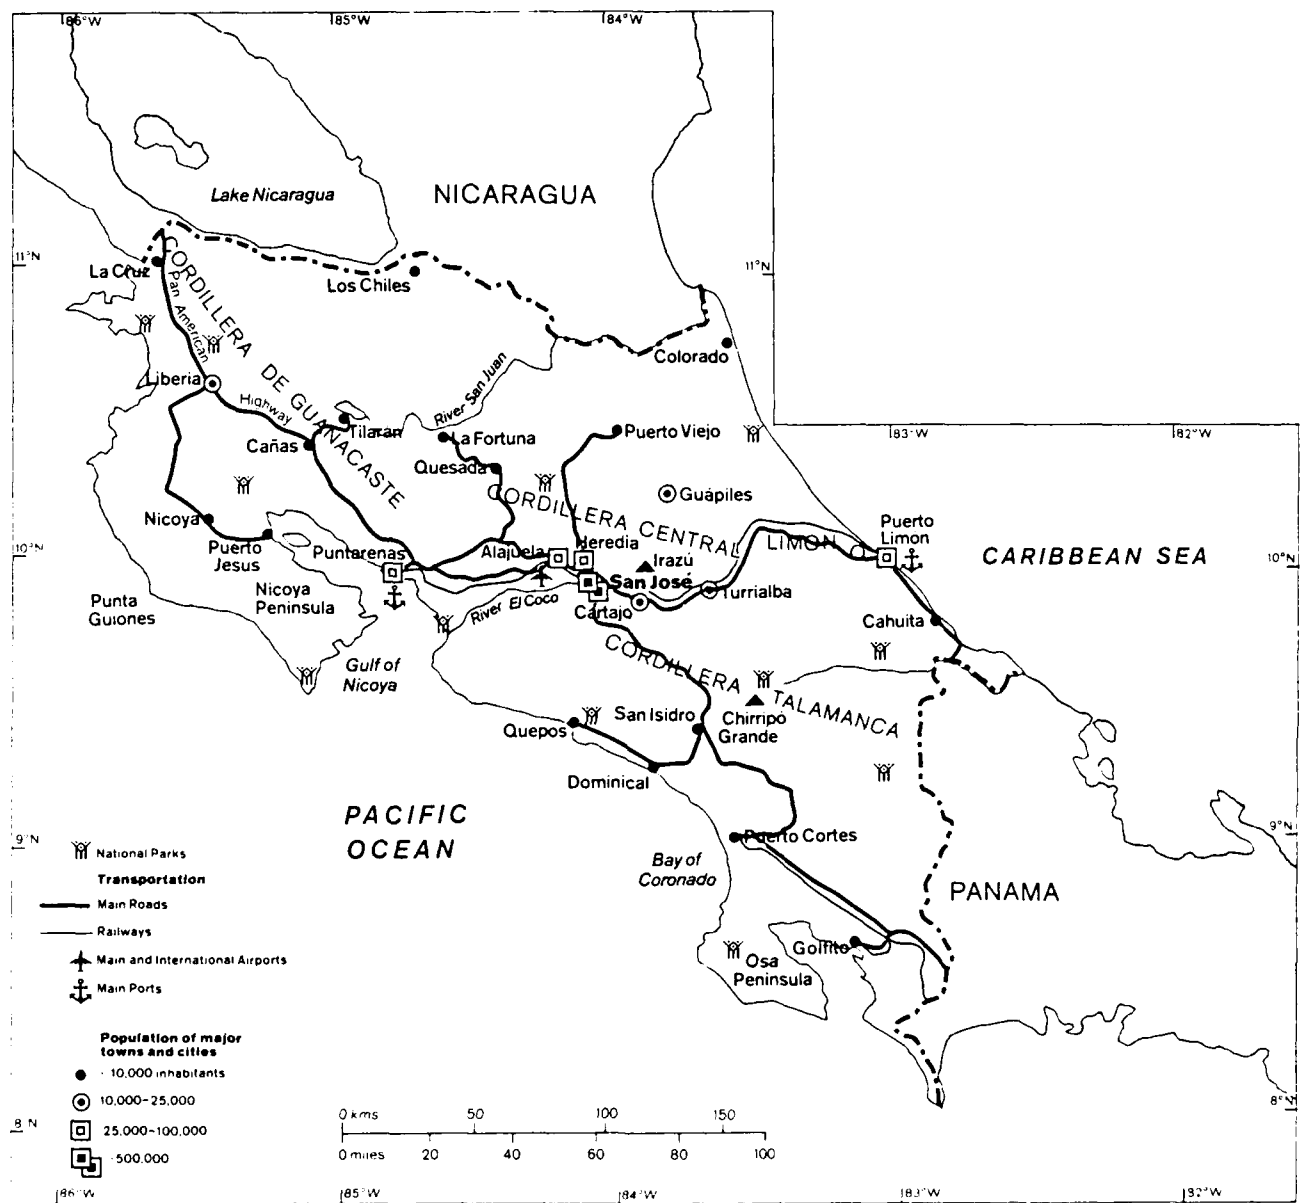 86°W
85°W
84°W
Lake Nicaragua
NICARAGUA
11°N
11°N
La Cruz
Los Chiles
CORDILLERA DE GUANACASTE
Pan American
Highway
Colorado
Liberia
River San Juan
Tilaran
La Fortuna
Puerto Viejo
83°W
82°W
Cañas
Quesada
Guápiles
CORDILLERA CENTRAL
Nicoya
Puerto
Jesus
Puntarenas
Alajuela
Heredia
Irazú
LIMON
Puerto
Limon
CARIBBEAN SEA
10°N
10°N
San José
Turrialba
Nicoya
Peninsula
Punta
Guiones
River El Coco
Cartajo
Cahuita
Gulf of
Nicoya
CORDILLERA TALAMANCA
San Isidro
Chirripó
Grande
Quepos
Dominical
PACIFIC
OCEAN
Puerto Cortes
9°N
9°N
Bay of
Coronado
PANAMA
Golfito
Osa
Peninsula
National Parks
Transportation
Main Roads
Railways
Main and International Airports
Main Ports
Population of major
towns and cities
· 10,000 inhabitants
10,000–25,000
25,000–100,000
·500,000
0 kms 50 100 150
0 miles 20 40 60 80 100
8°N
8°N
86°W
85°W
84°W
83°W
82°W